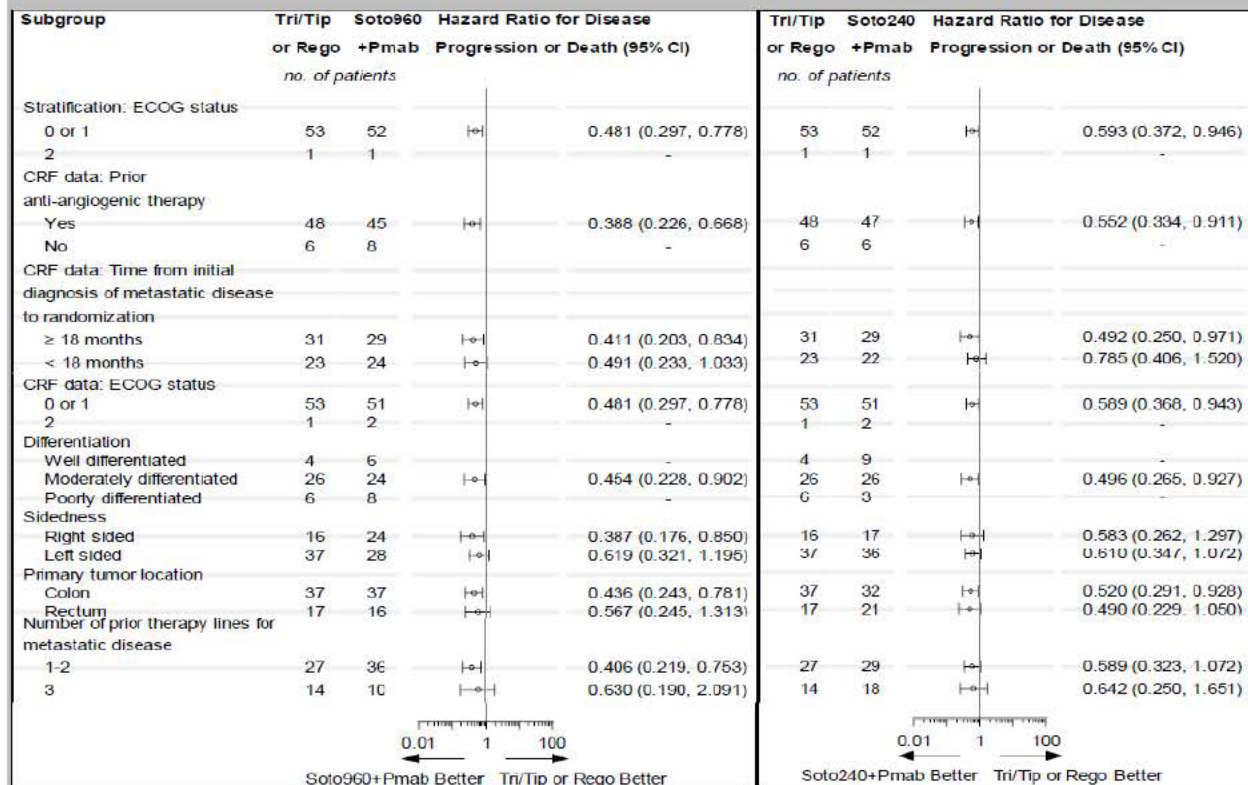 Subgroup Tri/Tip Soto960 Hazard Ratio for Disease Tri/Tip Soto240 Hazard Ratio for Disease
or Rego +Pmab Progression or Death (95% CI) or Rego +Pmab Progression or Death (95% CI)
no. of patients no. of patients
Stratification: ECOG status
0 or 1 53 52 0.481 (0.297, 0.778) 53 52 0.593 (0.372, 0.946)
2 1 1 - 1 1 -
CRF data: Prior
anti-angiogenic therapy
Yes 48 45 0.388 (0.226, 0.668) 48 47 0.552 (0.334, 0.911)
No 6 8 - 6 6 -
CRF data: Time from initial
diagnosis of metastatic disease
to randomization
≥ 18 months 31 29 0.411 (0.203, 0.834) 31 29 0.492 (0.250, 0.971)
< 18 months 23 24 0.491 (0.233, 1.033) 23 22 0.785 (0.406, 1.520)
CRF data: ECOG status
0 or 1 53 51 0.481 (0.297, 0.778) 53 51 0.589 (0.368, 0.943)
2 1 2 - 1 2 -
Differentiation
Well differentiated 4 6 - 4 9 -
Moderately differentiated 26 24 0.454 (0.228, 0.902) 26 26 0.496 (0.265, 0.927)
Poorly differentiated 6 8 - 6 3 -
Sidedness
Right sided 16 24 0.387 (0.176, 0.850) 16 17 0.583 (0.262, 1.297)
Left sided 37 28 0.619 (0.321, 1.195) 37 36 0.610 (0.347, 1.072)
Primary tumor location
Colon 37 37 0.436 (0.243, 0.781) 37 32 0.520 (0.291, 0.928)
Rectum 17 16 0.567 (0.245, 1.313) 17 21 0.490 (0.229, 1.050)
Number of prior therapy lines for
metastatic disease
1-2 27 36 0.406 (0.219, 0.753) 27 29 0.589 (0.323, 1.072)
3 14 10 0.630 (0.190, 2.091) 14 18 0.642 (0.250, 1.651)
0.01 1 100 0.01 1 100
Soto960+Pmab Better Tri/Tip or Rego Better Soto240+Pmab Better Tri/Tip or Rego Better